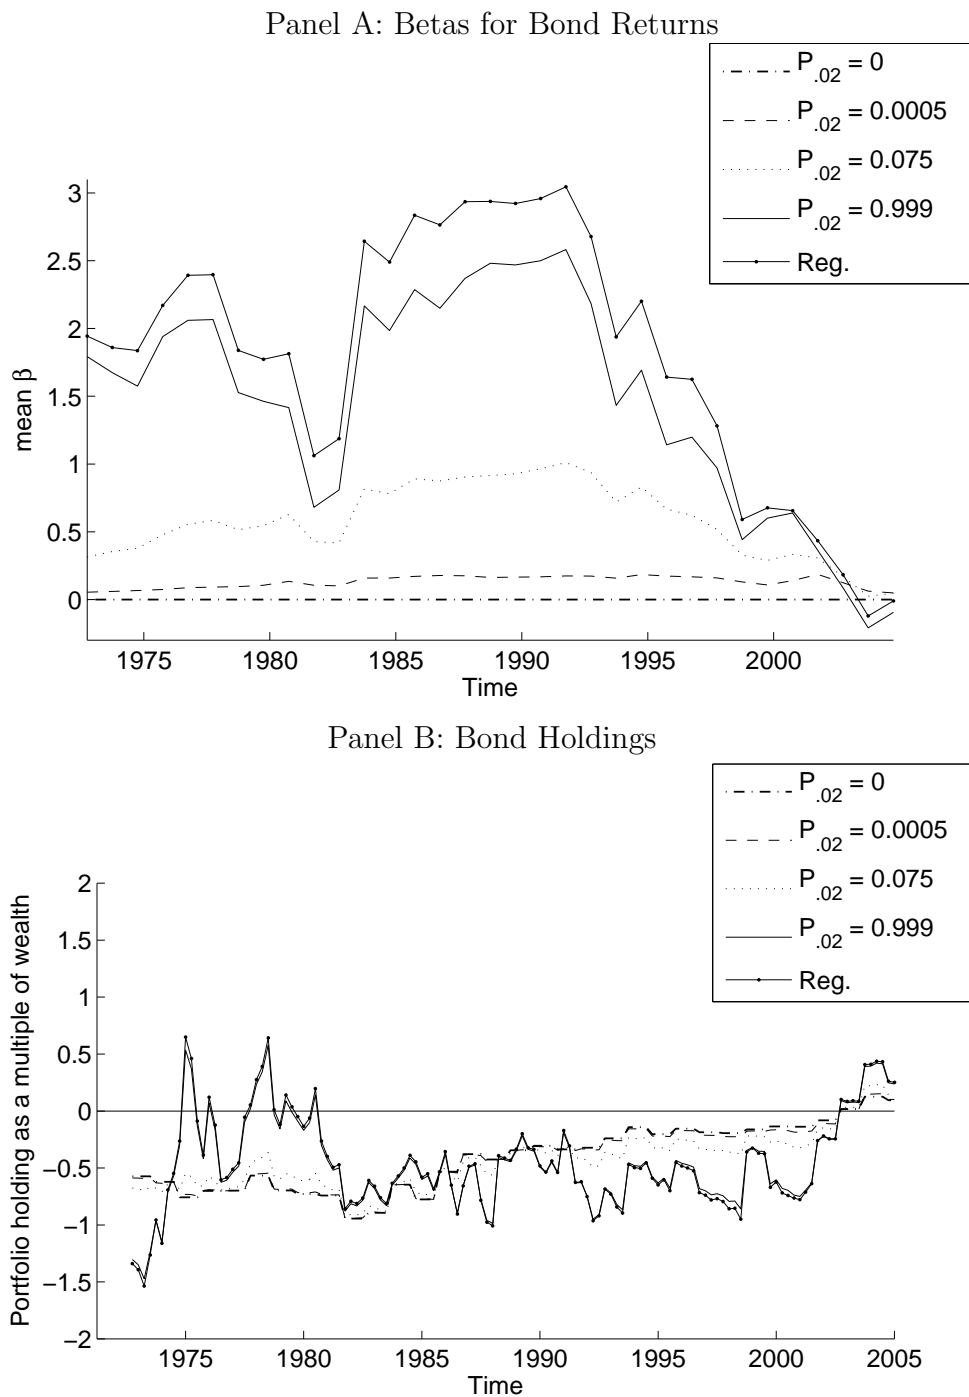 Panel A: Betas for Bond Returns
P.02 = 0
P.02 = 0.0005
P.02 = 0.075
P.02 = 0.999
Reg.
3
2.5
2
1.5
1
0.5
0
mean β
1975
1980
1985
1990
1995
2000
Time
Panel B: Bond Holdings
P.02 = 0
P.02 = 0.0005
P.02 = 0.075
P.02 = 0.999
Reg.
2
1.5
1
0.5
0
−0.5
−1
−1.5
−2
Portfolio holding as a multiple of wealth
1975
1980
1985
1990
1995
2000
2005
Time